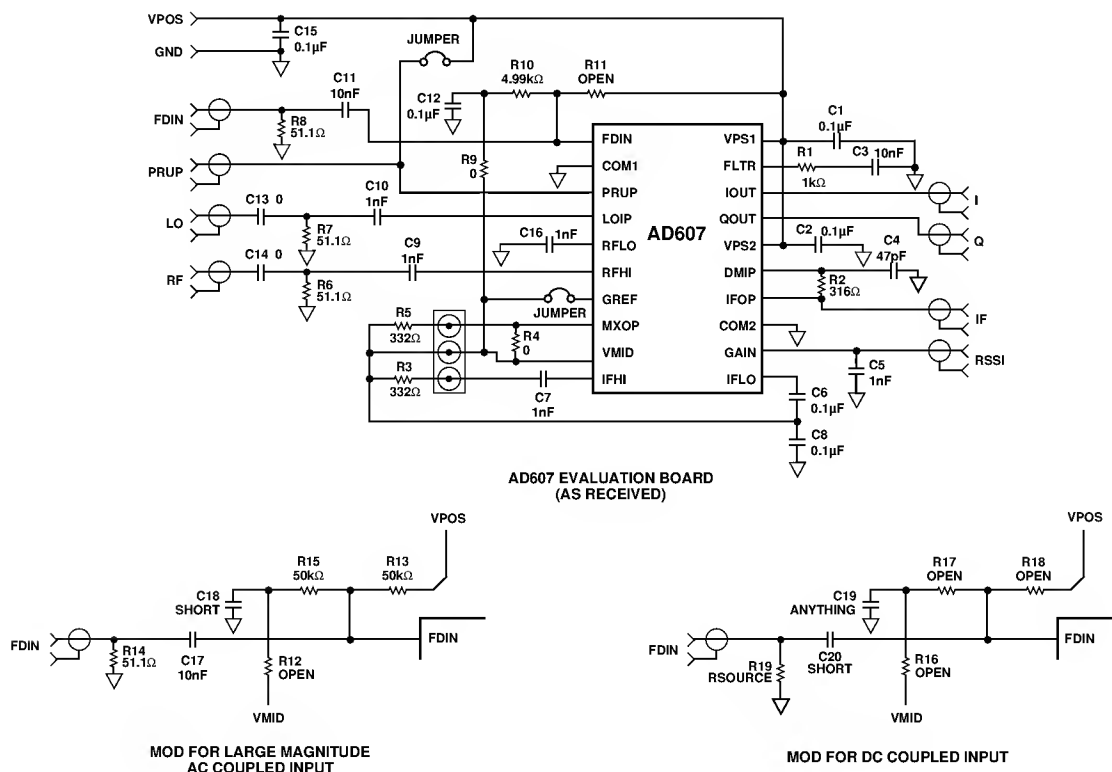 VPOS
GND
C15
0.1µF
JUMPER
R10
4.99kΩ
R11
OPEN
C11
10nF
C12
0.1µF
FDIN
R8
51.1Ω
PRUP
R9
0
C13 0
C10
1nF
LO
R7
51.1Ω
C14 0
C16
1nF
C9
1nF
RF
R6
51.1Ω
JUMPER
R5
332Ω
R4
0
R3
332Ω
C7
1nF
FDIN
COM1
PRUP
LOIP
RFLO
RFHI
GREF
MXOP
VMID
IFHI
AD607
VPS1
FLTR
IOUT
QOUT
VPS2
DMIP
IFOP
COM2
GAIN
IFLO
C1
0.1µF
R1
1kΩ
C3
10nF
I
Q
C2
0.1µF
C4
47pF
R2
316Ω
IF
RSSI
C5
1nF
C6
0.1µF
C8
0.1µF
AD607 EVALUATION BOARD
(AS RECEIVED)
VPOS
R15
50kΩ
R13
50kΩ
C18
SHORT
FDIN
R14
51.1Ω
C17
10nF
R12
OPEN
FDIN
VMID
MOD FOR LARGE MAGNITUDE
AC COUPLED INPUT
VPOS
R17
OPEN
R18
OPEN
C19
ANYTHING
FDIN
R19
RSOURCE
C20
SHORT
R16
OPEN
FDIN
VMID
MOD FOR DC COUPLED INPUT